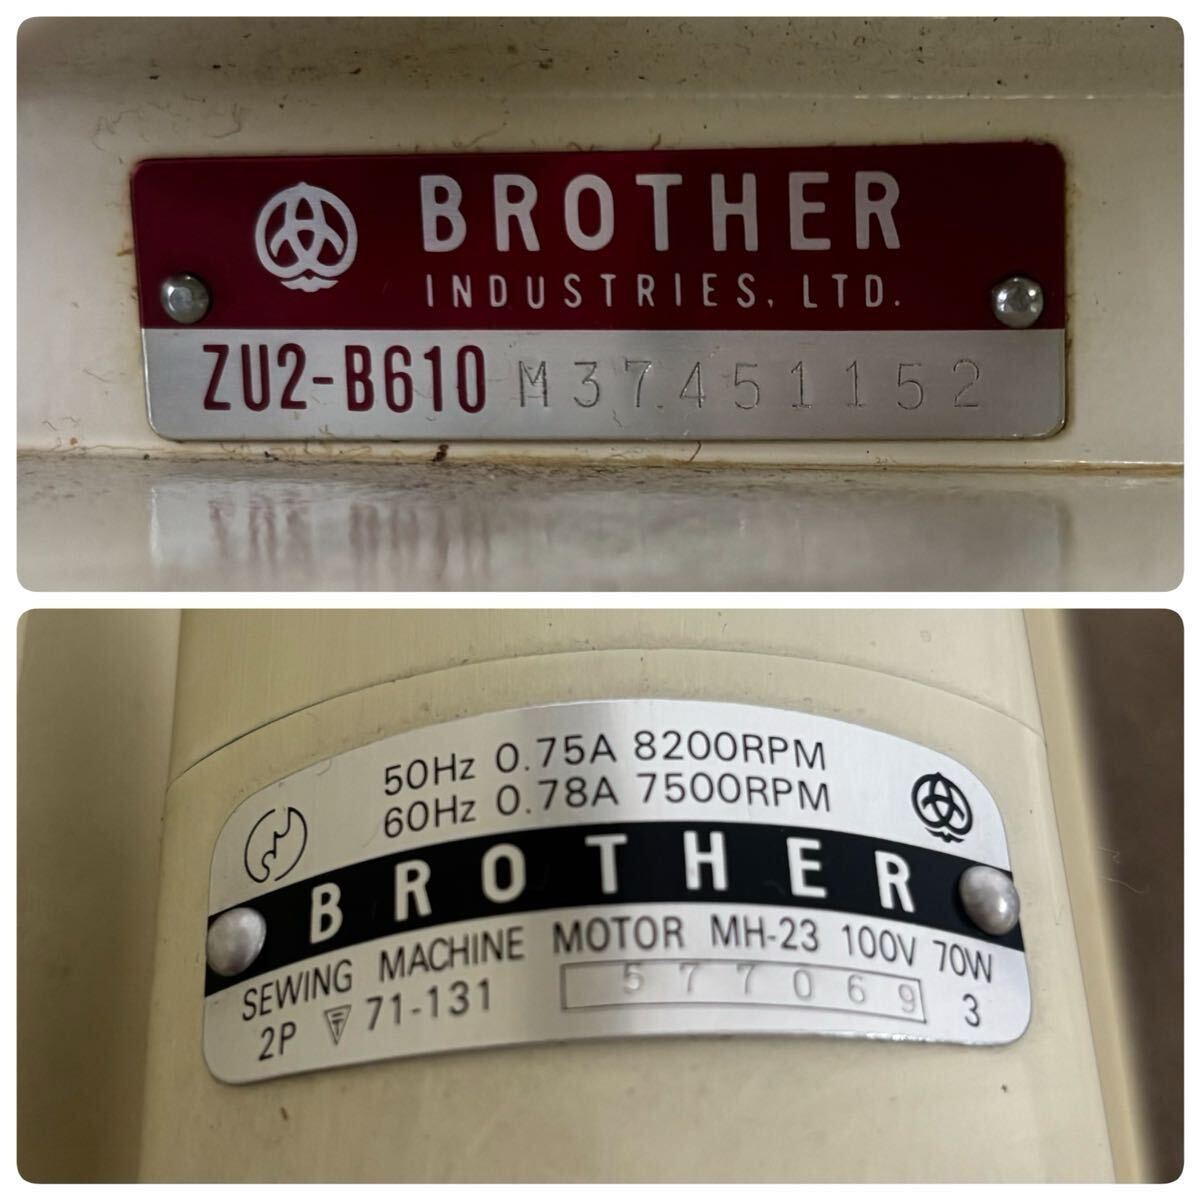 BROTHER
INDUSTRIES, LTD.
ZU2-B610 M37451152
50Hz 0.75A 8200RPM
60Hz 0.78A 7500RPM
BROTHER
SEWING MACHINE MOTOR MH-23 100V 70W
2P 〒 71-131 577069 3